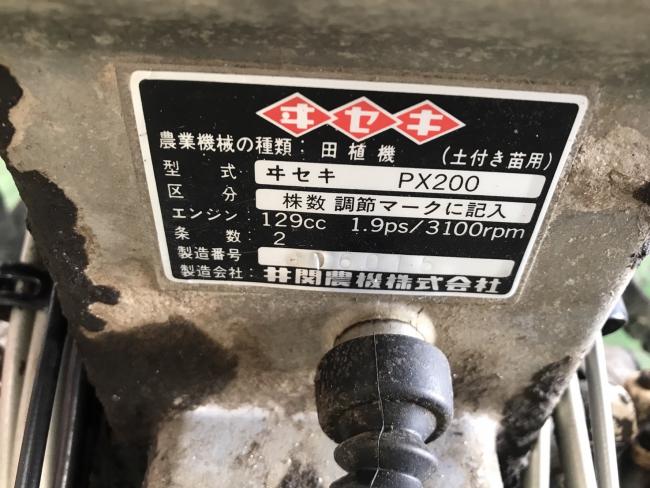 ヰセキ
農業機械の種類: 田植機 (土付き苗用)
型式 ヰセキ PX200
区分 株数 調節マークに記入
エンジン: 129cc 1.9ps/3100rpm
条数 2
製造番号
製造会社: 井関農機株式会社